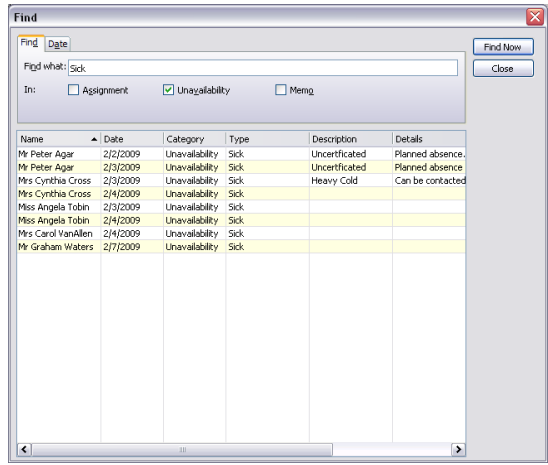 Find
Find Date
Find Now
Find what: Sick
Close
In: Assignment Unavailability Memo
Name Date Category Type Description Details
Mr Peter Agar 2/2/2009 Unavailability Sick Uncertficated Planned absence.
Mr Peter Agar 2/3/2009 Unavailability Sick Uncertficated Planned absence
Mrs Cynthia Cross 2/3/2009 Unavailability Sick Heavy Cold Can be contacted
Mrs Cynthia Cross 2/4/2009 Unavailability Sick
Miss Angela Tobin 2/3/2009 Unavailability Sick
Miss Angela Tobin 2/4/2009 Unavailability Sick
Mrs Carol VanAllen 2/4/2009 Unavailability Sick
Mr Graham Waters 2/7/2009 Unavailability Sick